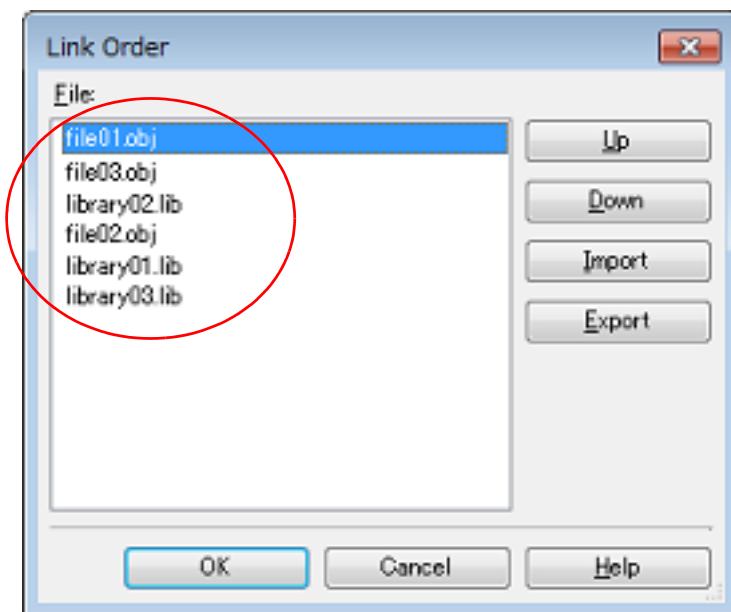 Link Order
File:
file01.obj
file03.obj
library02.lib
file02.obj
library01.lib
library03.lib
Up
Down
Import
Export
OK
Cancel
Help